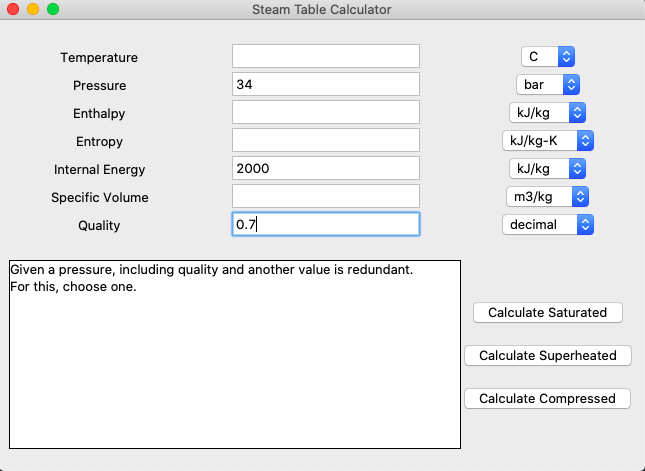 Steam Table Calculator
Temperature C
Pressure 34 bar
Enthalpy kJ/kg
Entropy kJ/kg-K
Internal Energy 2000 kJ/kg
Specific Volume m3/kg
Quality 0.7 decimal
Given a pressure, including quality and another value is redundant.
For this, choose one.
Calculate Saturated
Calculate Superheated
Calculate Compressed